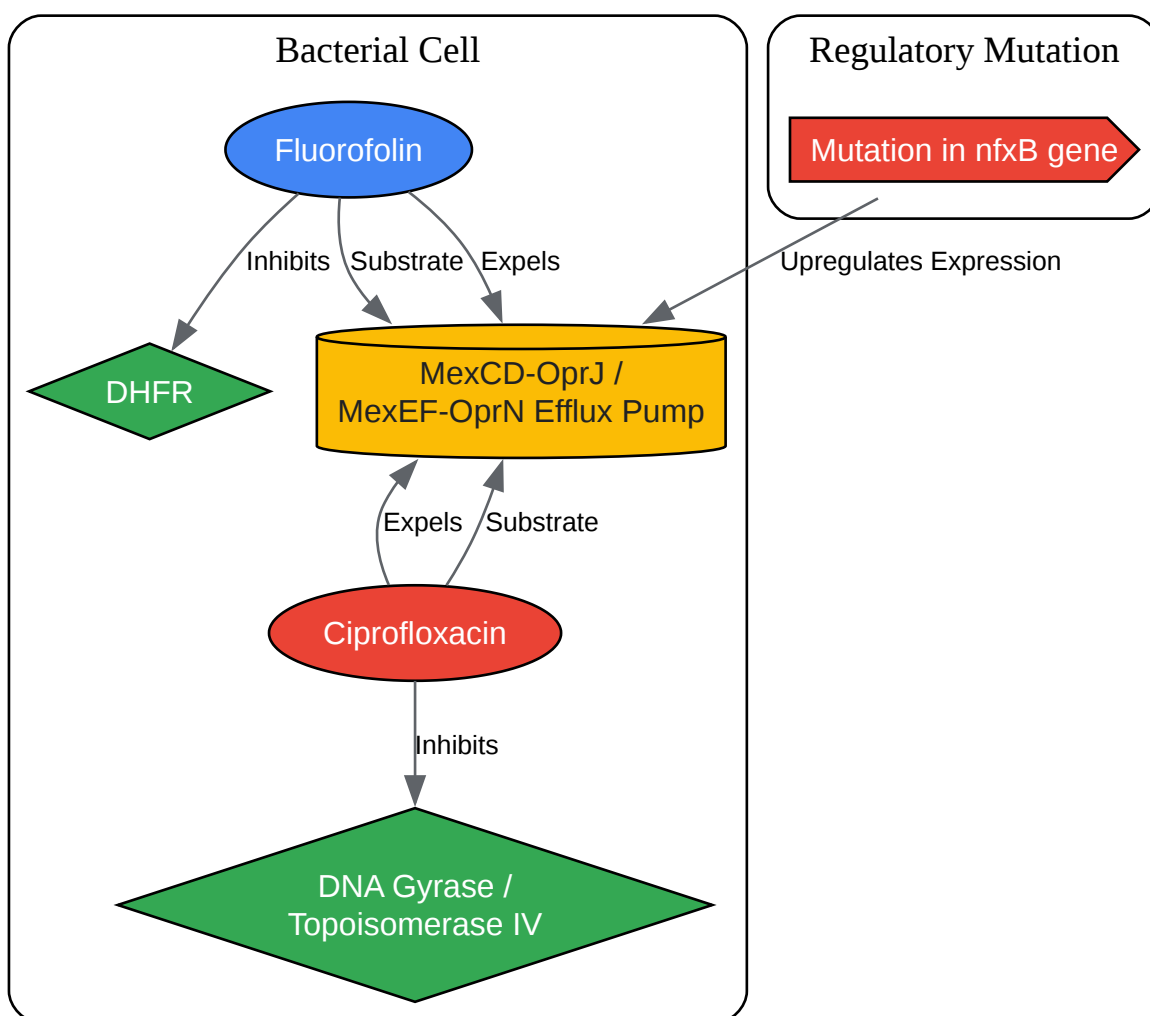 Bacterial Cell
Regulatory Mutation
Fluorofolin
Mutation in nfxB gene
Inhibits
Substrate
Expels
Upregulates Expression
DHFR
MexCD-OprJ /
MexEF-OprN Efflux Pump
Expels
Substrate
Ciprofloxacin
Inhibits
DNA Gyrase /
Topoisomerase IV